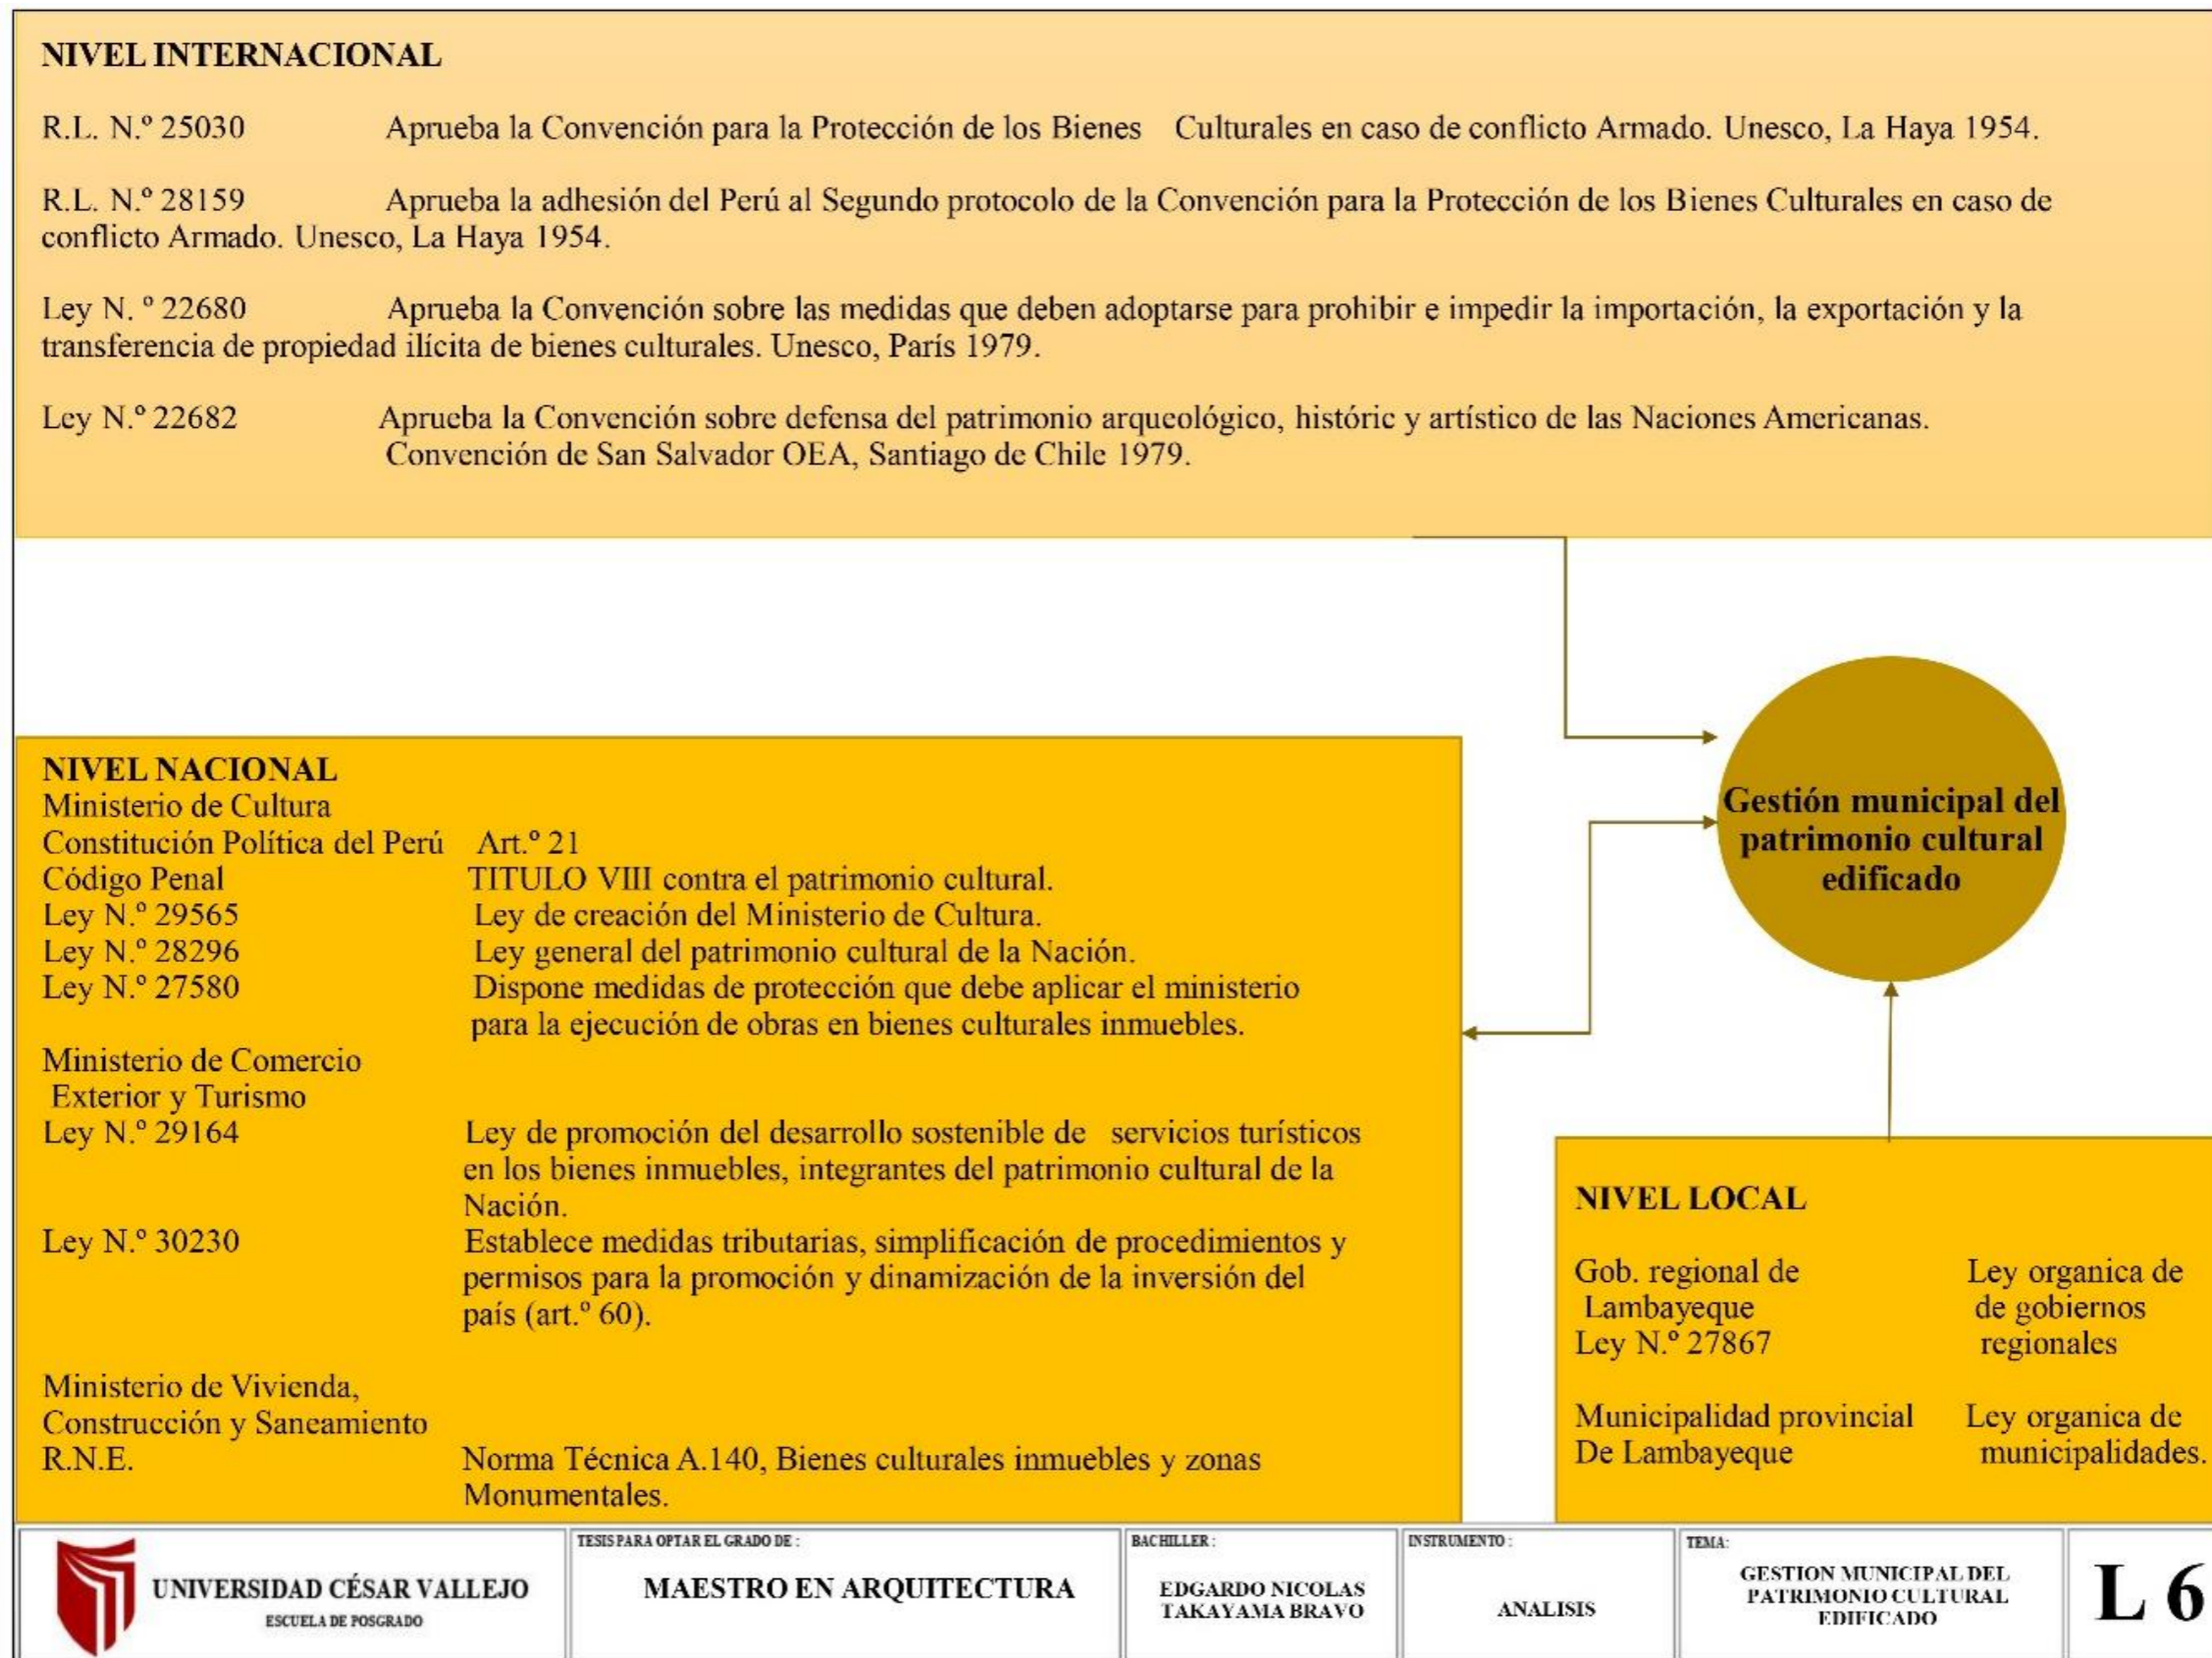 NIVEL INTERNACIONAL
R.L. N.º 25030 Aprueba la Convención para la Protección de los Bienes Culturales en caso de conflicto Armado. Unesco, La Haya 1954.
R.L. N.º 28159 Aprueba la adhesión del Perú al Segundo protocolo de la Convención para la Protección de los Bienes Culturales en caso de
conflicto Armado. Unesco, La Haya 1954.
Ley N. º 22680 Aprueba la Convención sobre las medidas que deben adoptarse para prohibir e impedir la importación, la exportación y la
transferencia de propiedad ilícita de bienes culturales. Unesco, París 1979.
Ley N.º 22682 Aprueba la Convención sobre defensa del patrimonio arqueológico, históric y artístico de las Naciones Americanas.
Convención de San Salvador OEA, Santiago de Chile 1979.
Gestión municipal del
patrimonio cultural
edificado
NIVEL NACIONAL
Ministerio de Cultura
Constitución Política del Perú Art.º 21
Código Penal TITULO VIII contra el patrimonio cultural.
Ley N.º 29565 Ley de creación del Ministerio de Cultura.
Ley N.º 28296 Ley general del patrimonio cultural de la Nación.
Ley N.º 27580 Dispone medidas de protección que debe aplicar el ministerio
para la ejecución de obras en bienes culturales inmuebles.
Ministerio de Comercio
Exterior y Turismo
Ley N.º 29164 Ley de promoción del desarrollo sostenible de servicios turísticos
en los bienes inmuebles, integrantes del patrimonio cultural de la
Nación.
Ley N.º 30230 Establece medidas tributarias, simplificación de procedimientos y
permisos para la promoción y dinamización de la inversión del
país (art.º 60).
Ministerio de Vivienda,
Construcción y Saneamiento
R.N.E. Norma Técnica A.140, Bienes culturales inmuebles y zonas
Monumentales.
NIVEL LOCAL
Gob. regional de Ley organica de
Lambayeque de gobiernos
Ley N.º 27867 regionales
Municipalidad provincial Ley organica de
De Lambayeque municipalidades.
UNIVERSIDAD CÉSAR VALLEJO
ESCUELA DE POSGRADO
TESIS PARA OPTAR EL GRADO DE :
MAESTRO EN ARQUITECTURA
BACHILLER :
EDGARDO NICOLAS
TAKAYAMA BRAVO
INSTRUMENTO :
ANALISIS
TEMA:
GESTION MUNICIPAL DEL
PATRIMONIO CULTURAL
EDIFICADO
L 6